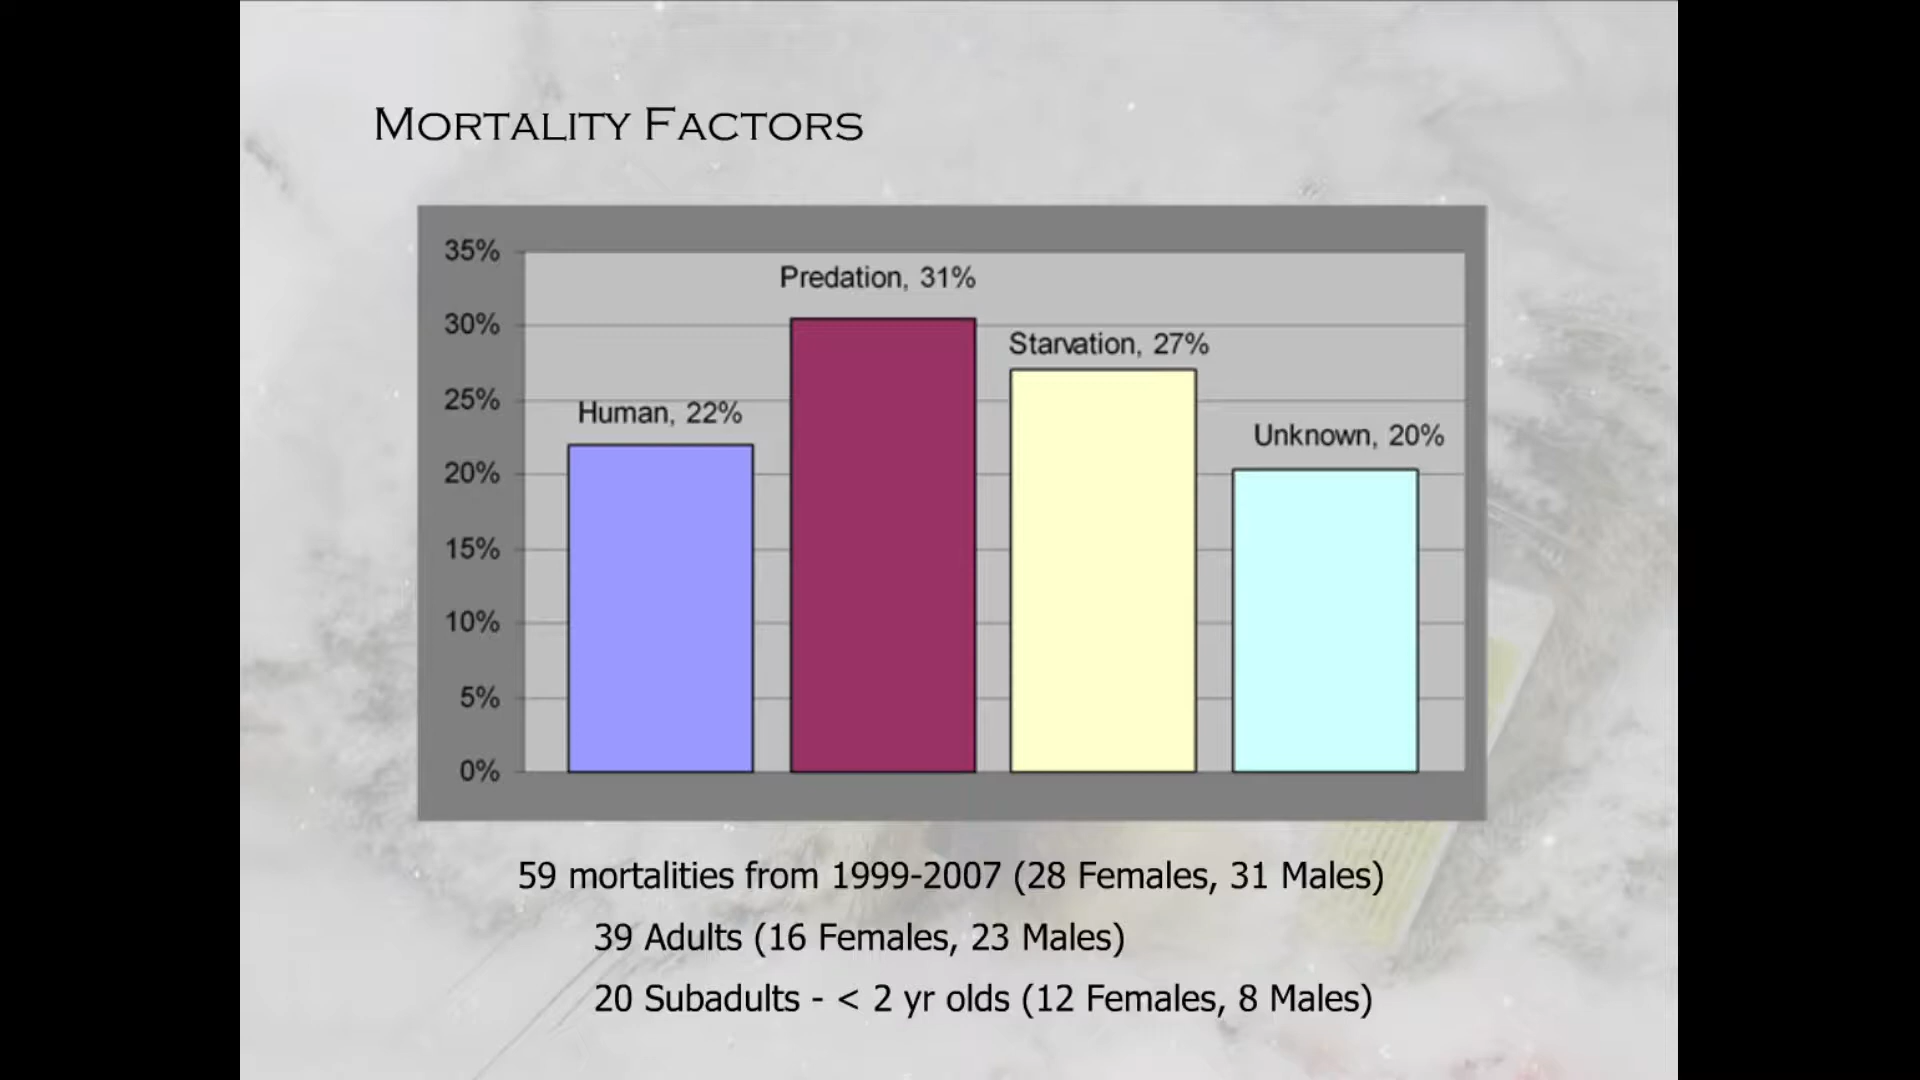 MORTALITY FACTORS
35%
Predation, 31%
30%
Starvation, 27%
25%
Human, 22%
Unknown, 20%
20%
15%
10%
5%
0%
59 mortalities from 1999-2007 (28 Females, 31 Males)
39 Adults (16 Females, 23 Males)
20 Subadults - < 2 yr olds (12 Females, 8 Males)